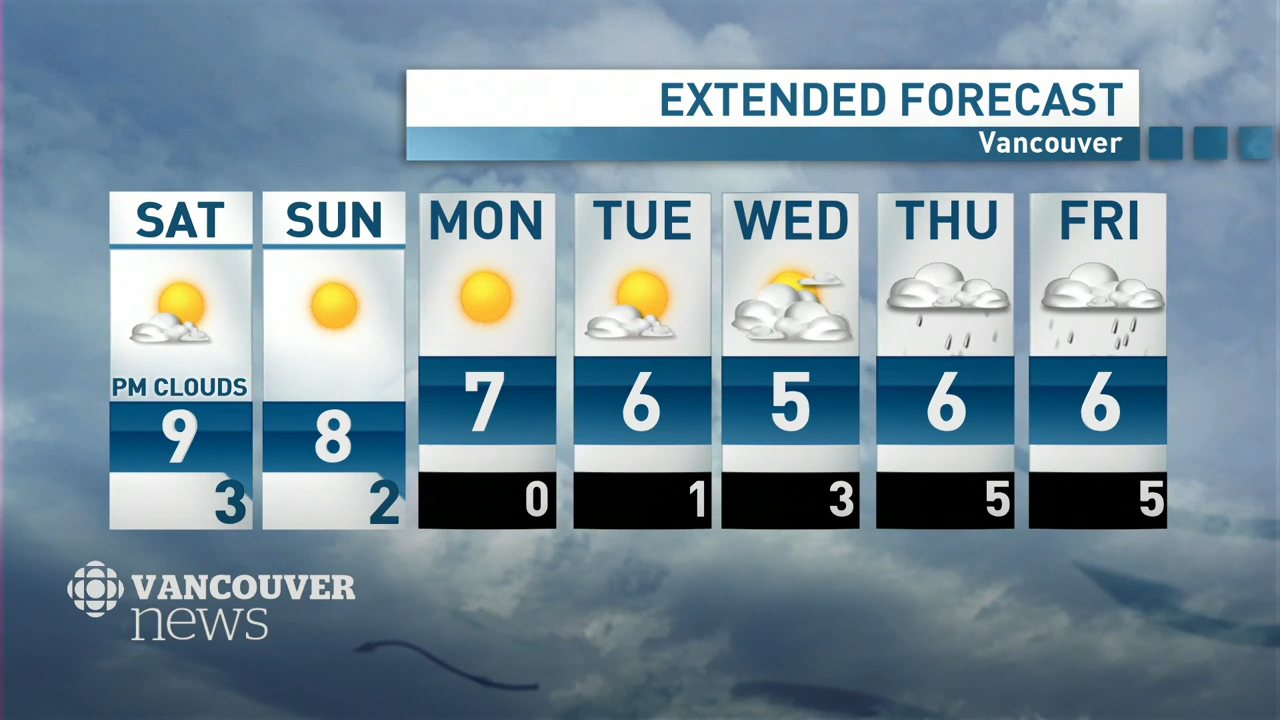 EXTENDED FORECAST
Vancouver
SAT SUN MON TUE WED THU FRI
PM CLOUDS
9 8 7 6 5 6 6
3 2 0 1 3 5 5
VANCOUVER
news